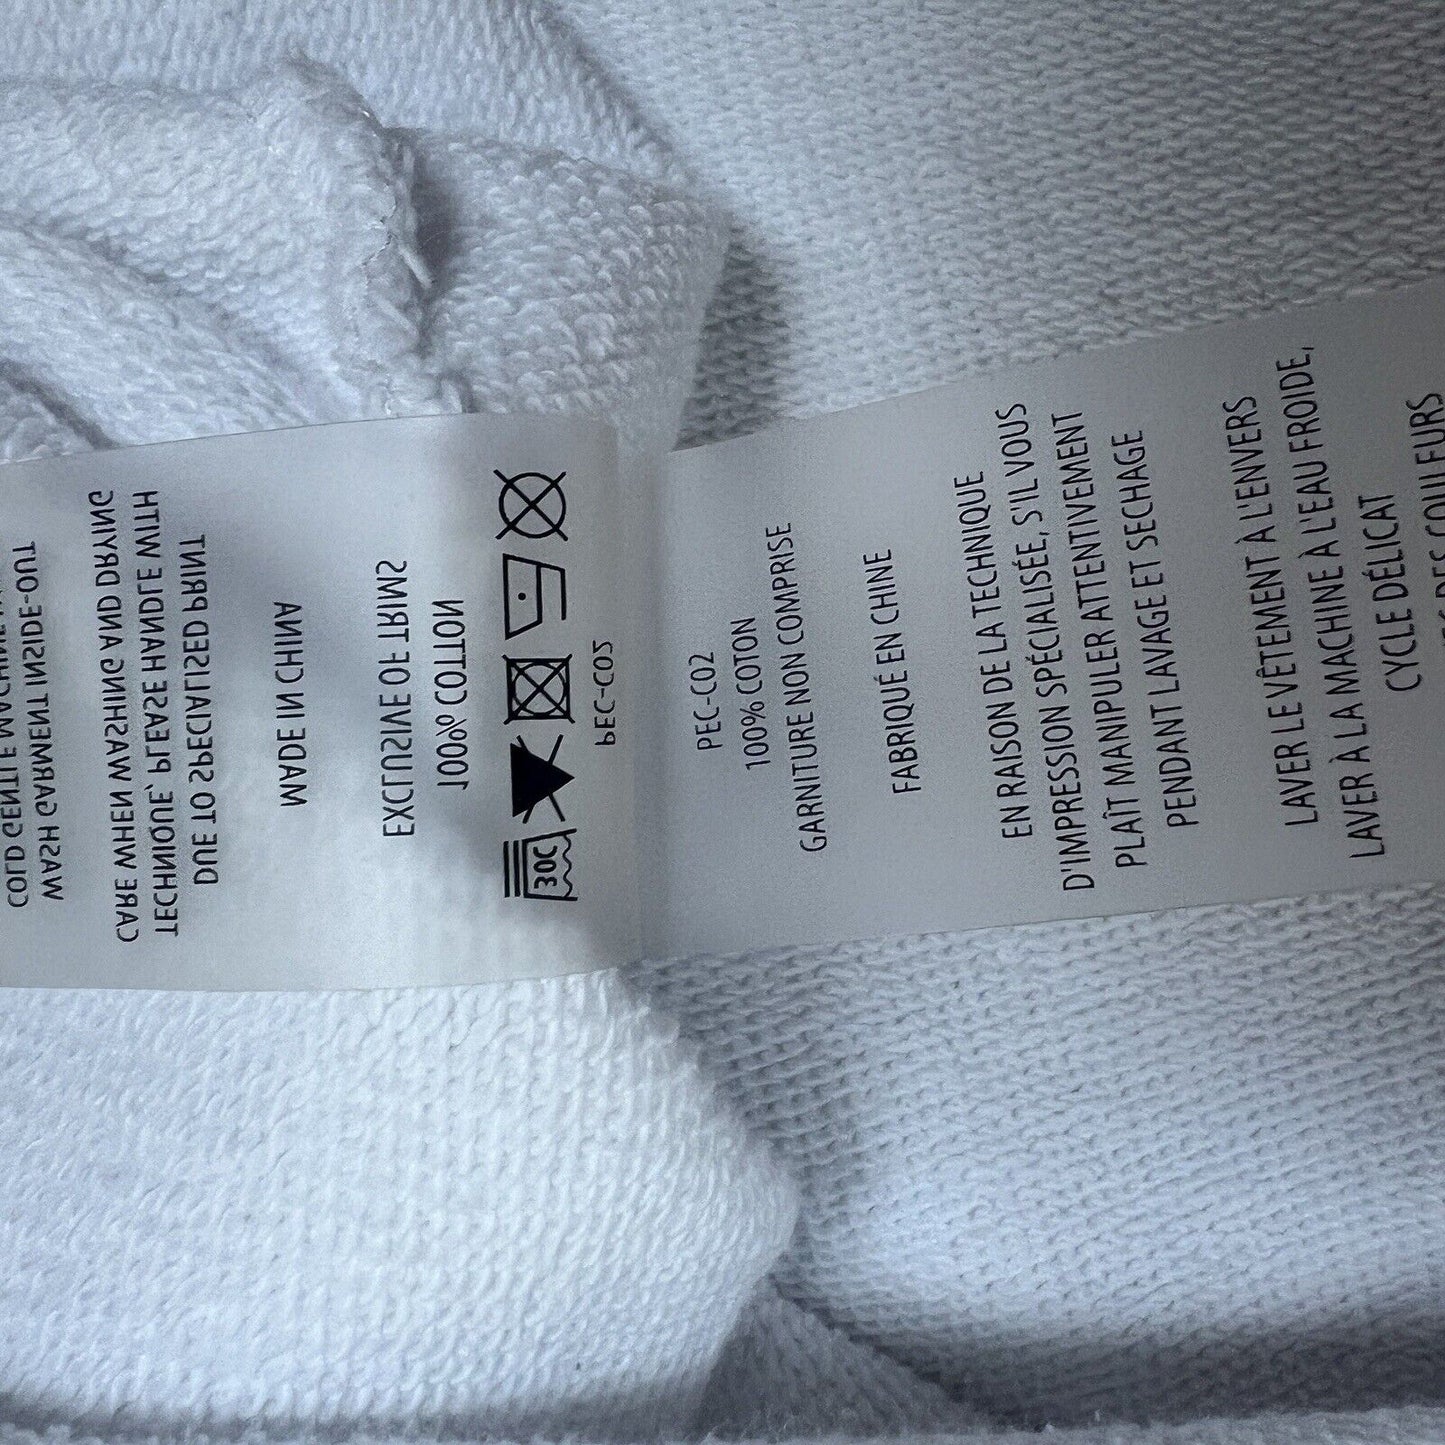 PEC-C02
30C
100% COTTON
EXCLUSIVE OF TRIMS
MADE IN CHINA
DUE TO SPECIALISED PRINT
TECHNIQUE, PLEASE HANDLE WITH
CARE WHEN WASHING AND DRYING
WASH GARMENT INSIDE-OUT
COLD GENTLE MACHINE
PEC-C02
100% COTON
GARNITURE NON COMPRISE
FABRIQUÉ EN CHINE
EN RAISON DE LA TECHNIQUE
D'IMPRESSION SPÉCIALISÉE, S'IL VOUS
PLAÎT MANIPULER ATTENTIVEMENT
PENDANT LAVAGE ET SECHAGE
LAVER LE VÊTEMENT À L'ENVERS
LAVER À LA MACHINE À L'EAU FROIDE,
CYCLE DÉLICAT
DES COULEURS